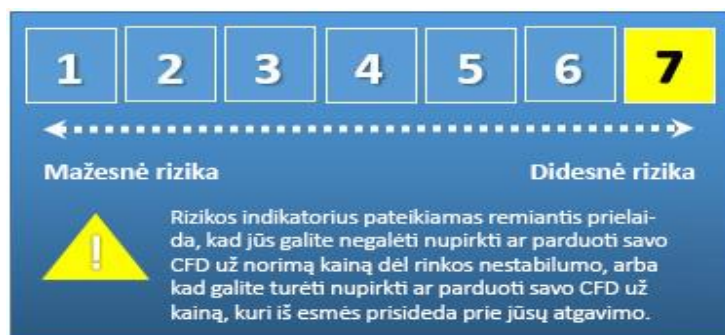 1 2 3 4 5 6 7
Mažesnė rizika Didesnė rizika
!
Rizikos indikatorius pateikiamas remiantis prielai-
da, kad jūs galite negalėti nupirkti ar parduoti savo
CFD už norimą kainą dėl rinkos nestabilumo, arba
kad galite turėti nupirkti ar parduoti savo CFD už
kainą, kuri iš esmės prisideda prie jūsų atgavimo.